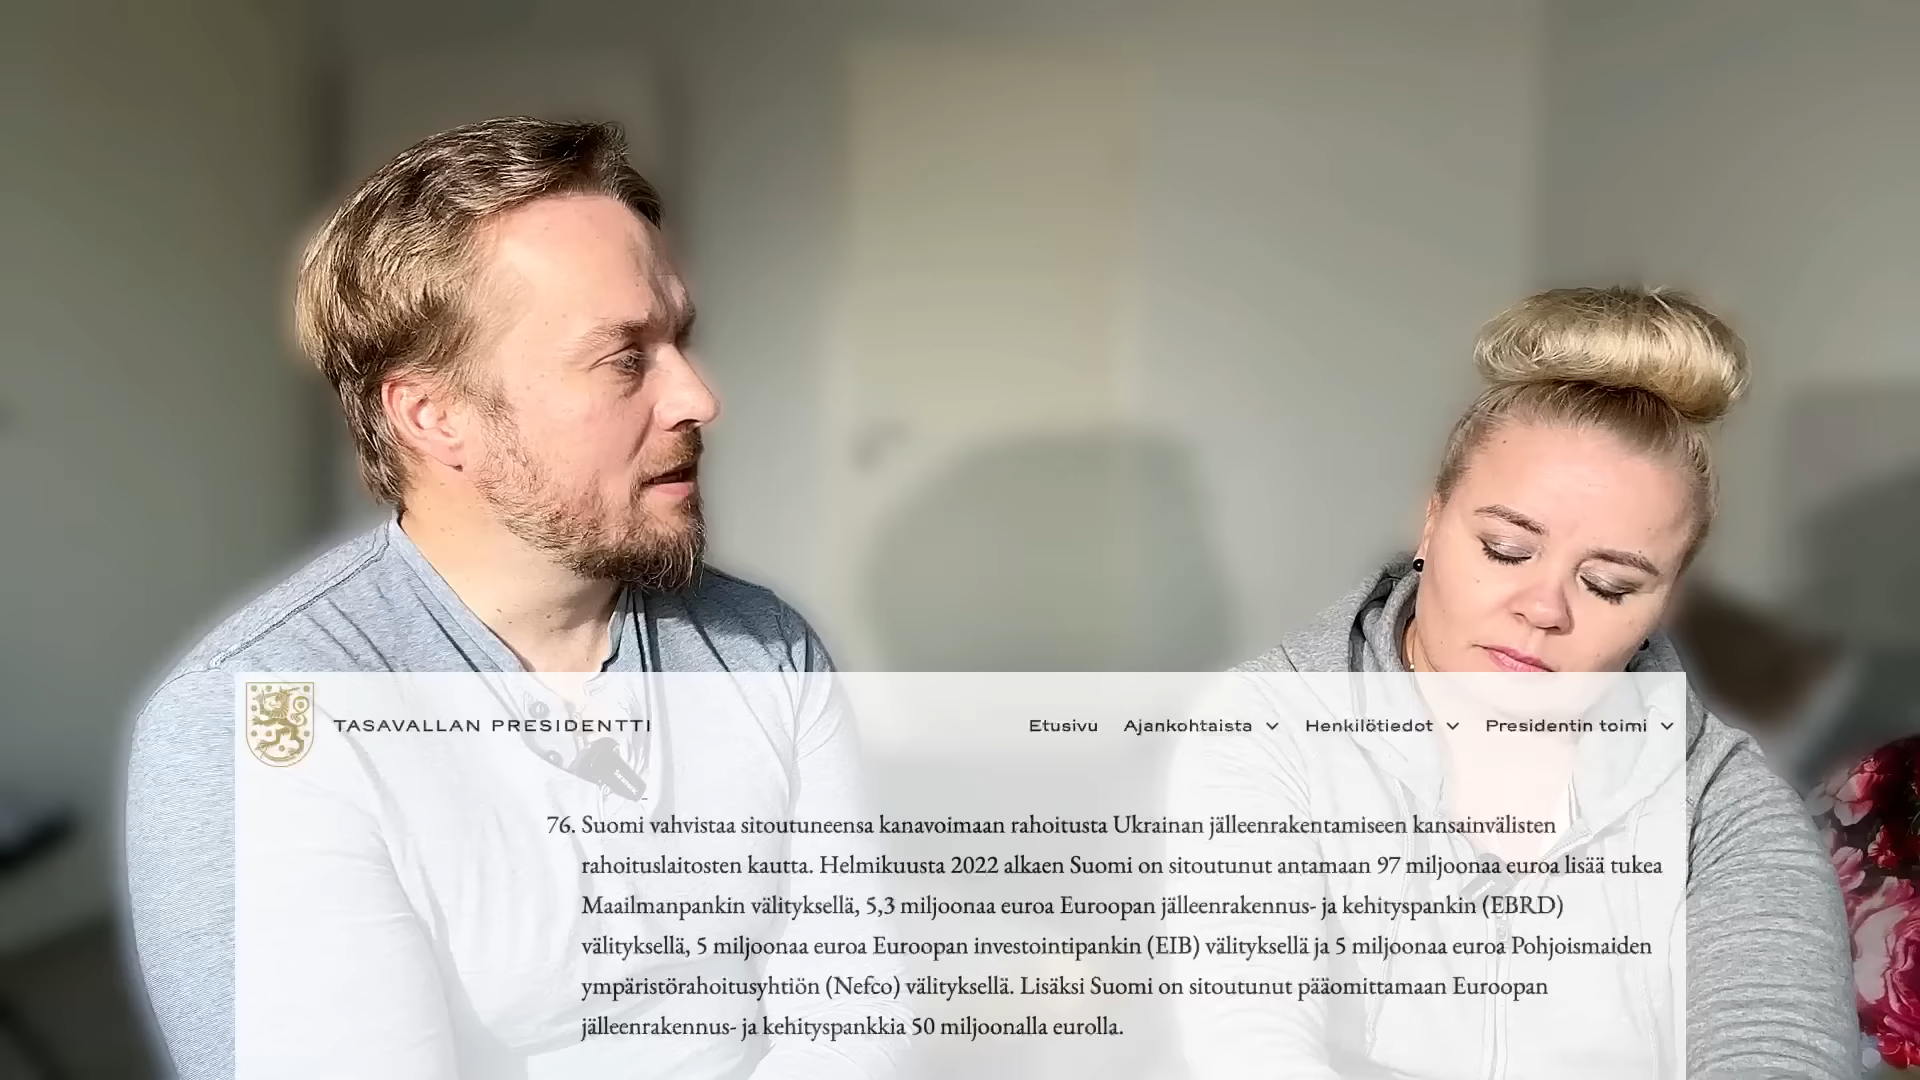 TASAVALLAN PRESIDENTTI
Etusivu Ajankohtaista Henkilötiedot Presidentin toimi
76. Suomi vahvistaa sitoutuneensa kanavoimaan rahoitusta Ukrainan jälleenrakentamiseen kansainvälisten
rahoituslaitosten kautta. Helmikuusta 2022 alkaen Suomi on sitoutunut antamaan 97 miljoonaa euroa lisää tukea
Maailmanpankin välityksellä, 5,3 miljoonaa euroa Euroopan jälleenrakennus- ja kehityspankin (EBRD)
välityksellä, 5 miljoonaa euroa Euroopan investointipankin (EIB) välityksellä ja 5 miljoonaa euroa Pohjoismaiden
ympäristörahoitusyhtiön (Nefco) välityksellä. Lisäksi Suomi on sitoutunut pääomittamaan Euroopan
jälleenrakennus- ja kehityspankkia 50 miljoonalla eurolla.